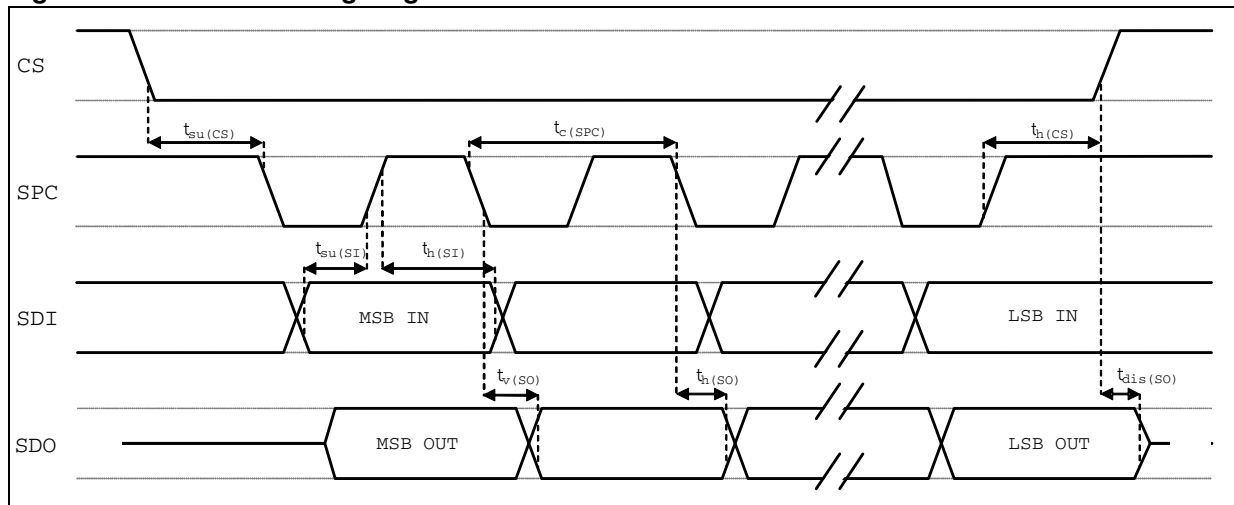 CS
t_su(CS)
t_c(SPC)
t_h(CS)
SPC
t_su(SI)
t_h(SI)
SDI
MSB IN
LSB IN
t_v(SO)
t_h(SO)
t_dis(SO)
SDO
MSB OUT
LSB OUT